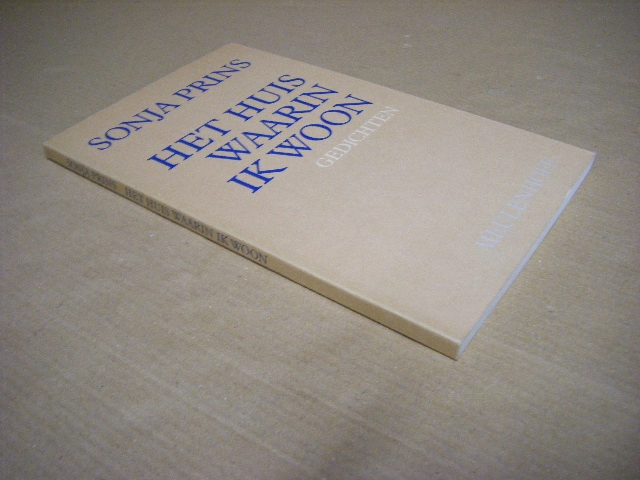 SONJA PRINS
HET HUIS
WAARIN
IK WOON
GEDICHTEN
MEULENHOFF
SONJA PRINS HET HUIS WAARIN IK WOON